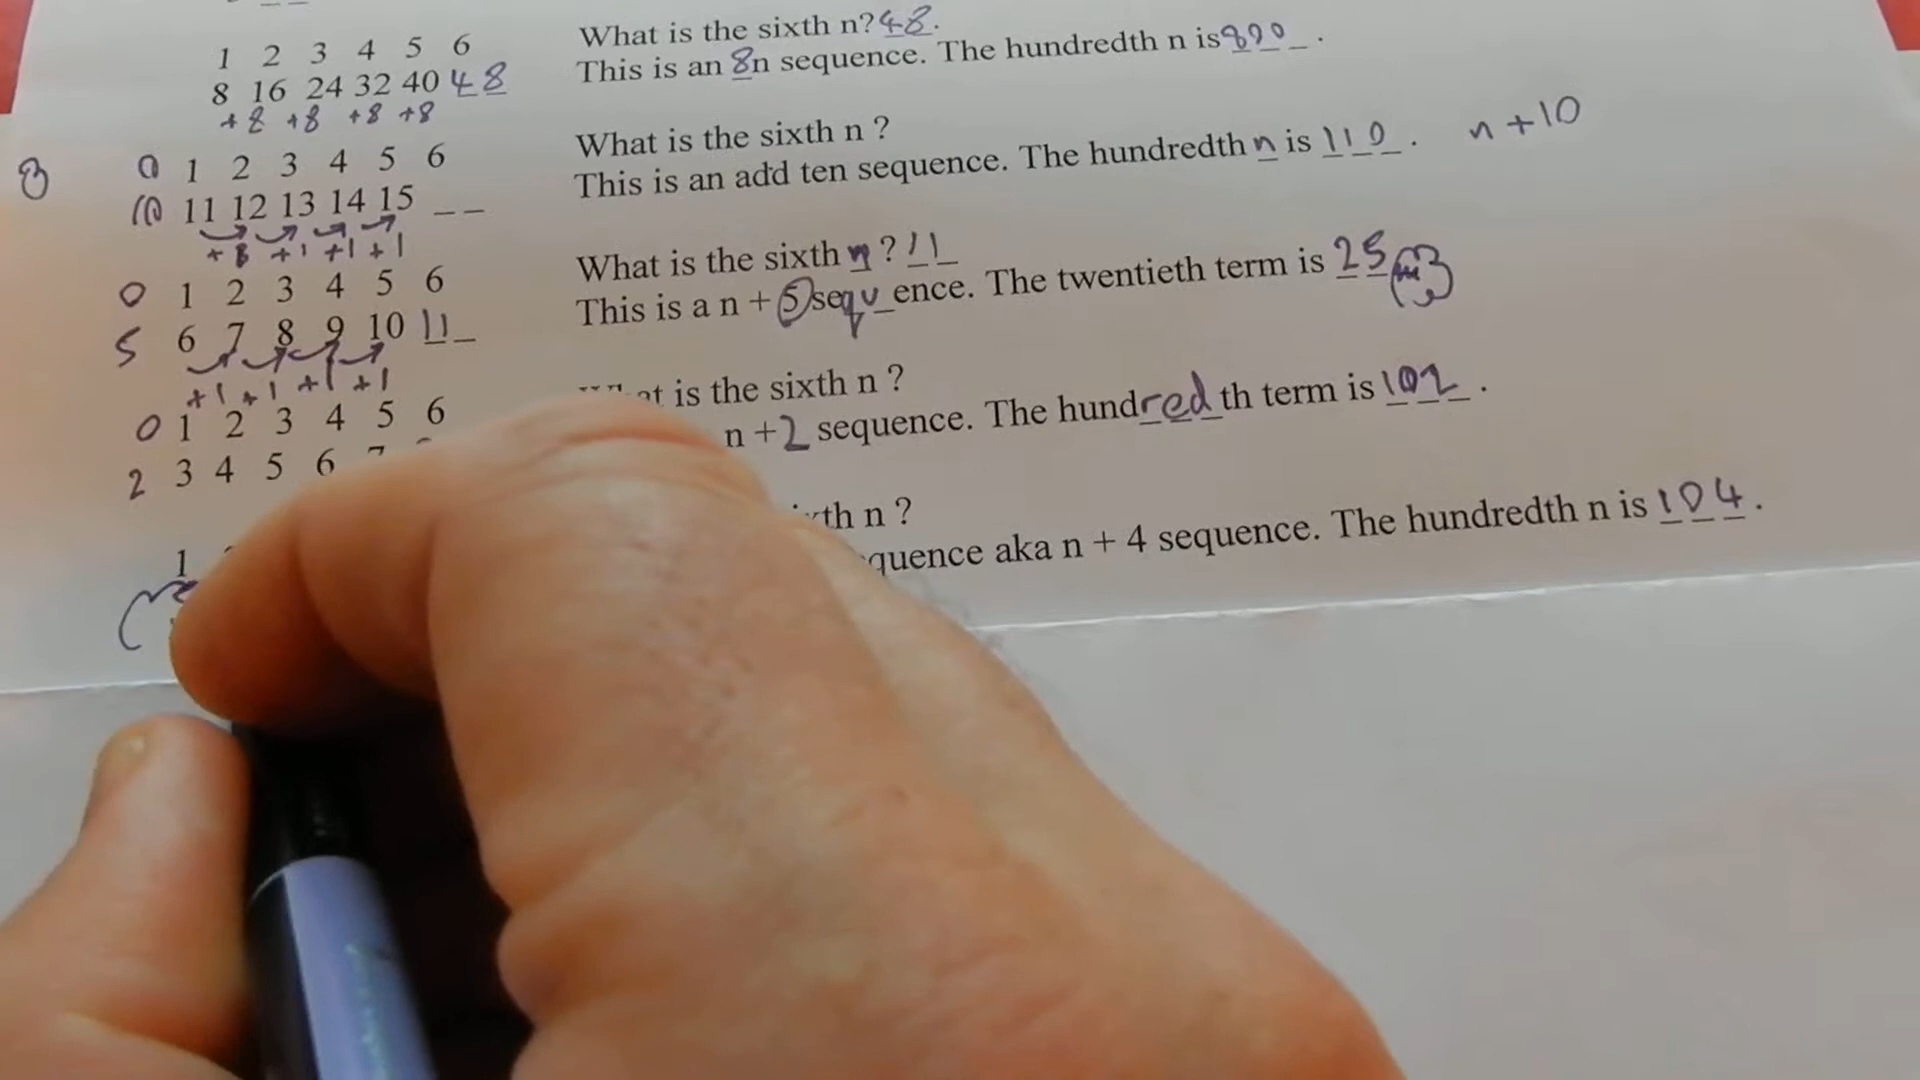 1 2 3 4 5 6 What is the sixth n? 48.
8 16 24 32 40 48 This is an 8n sequence. The hundredth n is 800.
+8 +8 +8 +8
0 1 2 3 4 5 6 What is the sixth n ?
10 11 12 13 14 15 _ _ This is an add ten sequence. The hundredth n is 110. n + 10
+1 +1 +1
0 1 2 3 4 5 6 What is the sixth n ? 11
5 6 7 8 9 10 11 _ This is a n + 5 sequence. The twentieth term is 25
+1 +1 +1 +1
0 1 2 3 4 5 6 is the sixth n ?
2 3 4 5 6 n + 2 sequence. The hundredth term is 102.
1 n ?
aka n + 4 sequence. The hundredth n is 104.